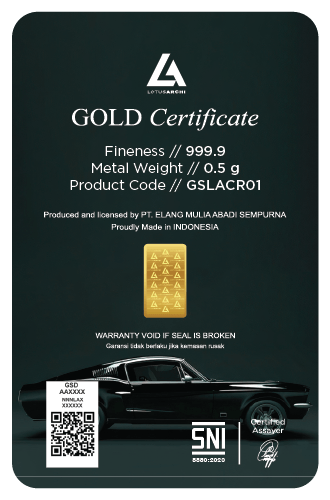 LOTUSARCHI
GOLD Certificate
Fineness // 999.9
Metal Weight // 0.5 g
Product Code // GSLACR01
Produced and licensed by PT. ELANG MULIA ABADI SEMPURNA
Proudly Made in INDONESIA
WARRANTY VOID IF SEAL IS BROKEN
Garansi tidak berlaku jika kemasan rusak
GSD
AAXXXX
NRNLAX
XXXXXX
SNI
8880:2020
Certified
Assayer